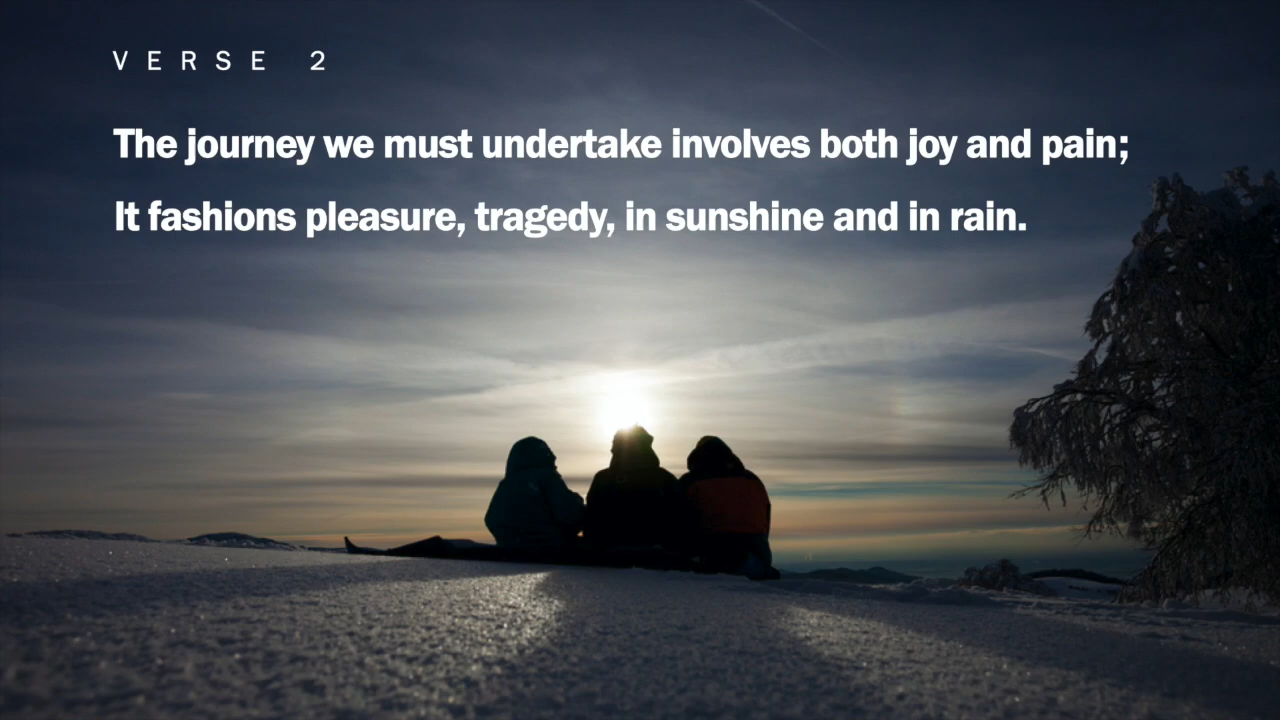 VERSE 2
The journey we must undertake involves both joy and pain;
It fashions pleasure, tragedy, in sunshine and in rain.